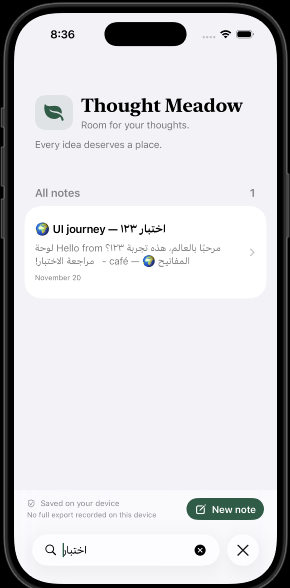 8:36
Thought Meadow
Room for your thoughts.
Every idea deserves a place.
All notes
1
🌍 UI journey — اختبار ١٢٣
مرحبًا بالعالم، هذه تجربة ١٢٣ Hello from لوحة
المفاتيح 🌍 — café - مراجعة الاختبار!
November 20
Saved on your device
No full export recorded on this device
New note
اختبار